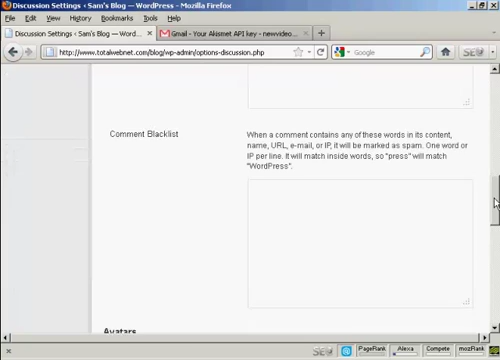 Discussion Settings ‹ Sam's Blog — WordPress - Mozilla Firefox
File Edit View History Bookmarks Tools Help
Discussion Settings ‹ Sam's Blog — Word... × Gmail - Your Akismet API key - newvideo... × +
http://www.totalwebnet.com/blog/wp-admin/options-discussion.php Google SEO
Comment Blacklist
When a comment contains any of these words in its content,
name, URL, e-mail, or IP, it will be marked as spam. One word or
IP per line. It will match inside words, so "press" will match
"WordPress".
Avatars
× SEO PageRank Alexa Compete mozRank